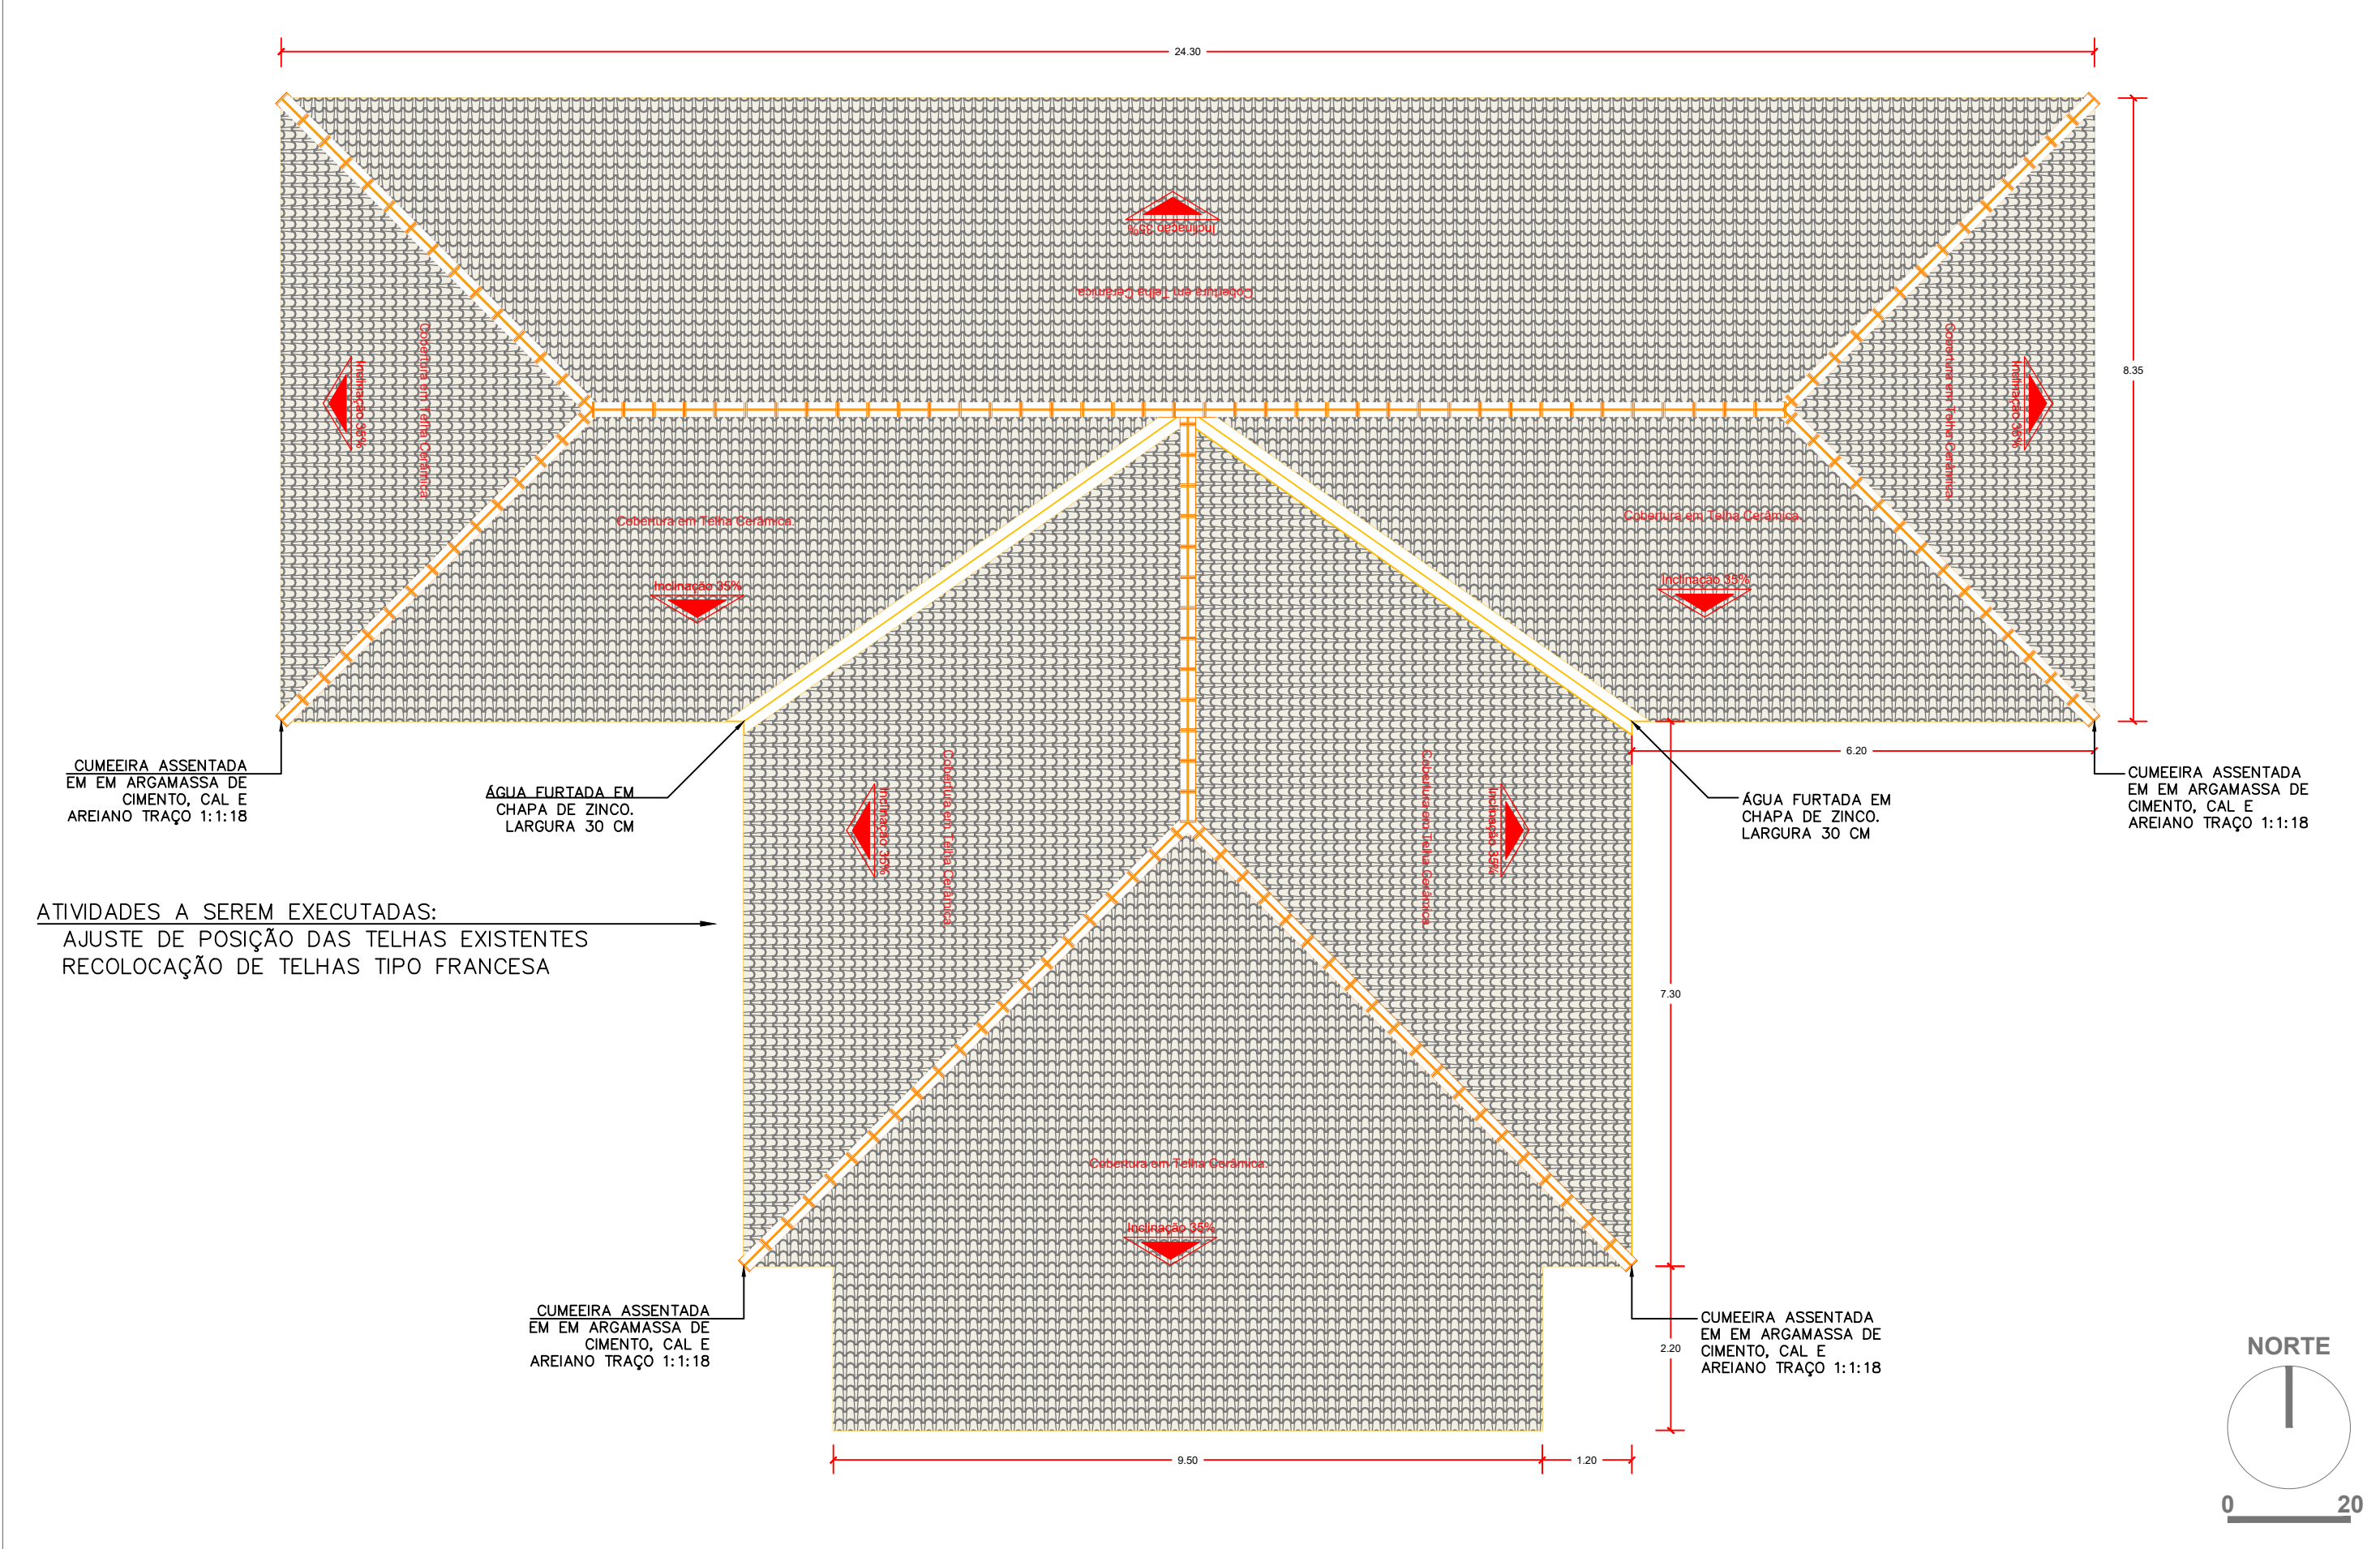 24.30
Inclinação 35%
Cobertura em Telha Cerâmica
8.35
Cobertura em Telha Cerâmica
Inclinação 35%
Cobertura em Telha Cerâmica
Inclinação 35%
Cobertura em Telha Cerâmica.
Inclinação 35%
Cobertura em Telha Cerâmica.
Inclinação 35%
CUMEEIRA ASSENTADA
EM EM ARGAMASSA DE
CIMENTO, CAL E
AREIANO TRAÇO 1:1:18
ÁGUA FURTADA EM
CHAPA DE ZINCO.
LARGURA 30 CM
Inclinação 35%
Cobertura em Telha Cerâmica.
Cobertura em Telha Cerâmica.
Inclinação 35%
6.20
ÁGUA FURTADA EM
CHAPA DE ZINCO.
LARGURA 30 CM
CUMEEIRA ASSENTADA
EM EM ARGAMASSA DE
CIMENTO, CAL E
AREIANO TRAÇO 1:1:18
ATIVIDADES A SEREM EXECUTADAS:
AJUSTE DE POSIÇÃO DAS TELHAS EXISTENTES
RECOLOCAÇÃO DE TELHAS TIPO FRANCESA
7.30
Cobertura em Telha Cerâmica.
Inclinação 35%
CUMEEIRA ASSENTADA
EM EM ARGAMASSA DE
CIMENTO, CAL E
AREIANO TRAÇO 1:1:18
2.20
CUMEEIRA ASSENTADA
EM EM ARGAMASSA DE
CIMENTO, CAL E
AREIANO TRAÇO 1:1:18
9.50
1.20
NORTE
0 20